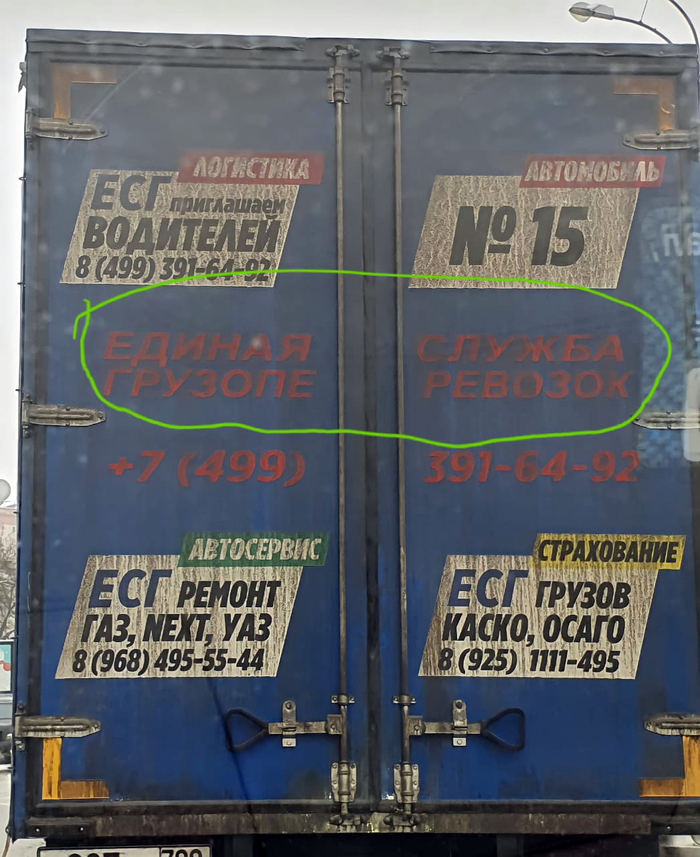 ЛОГИСТИКА
ЕСГ приглашаем
ВОДИТЕЛЕЙ
8 (499) 391-64-92
АВТОМОБИЛЬ
№ 15
ЕДИНАЯ СЛУЖБА
ГРУЗОПЕ РЕВОЗОК
+7 (499) 391-64-92
АВТОСЕРВИС
ЕСГ РЕМОНТ
ГАЗ, NEXT, УАЗ
8 (968) 495-55-44
СТРАХОВАНИЕ
ЕСГ ГРУЗОВ
КАСКО, ОСАГО
8 (925) 1111-495